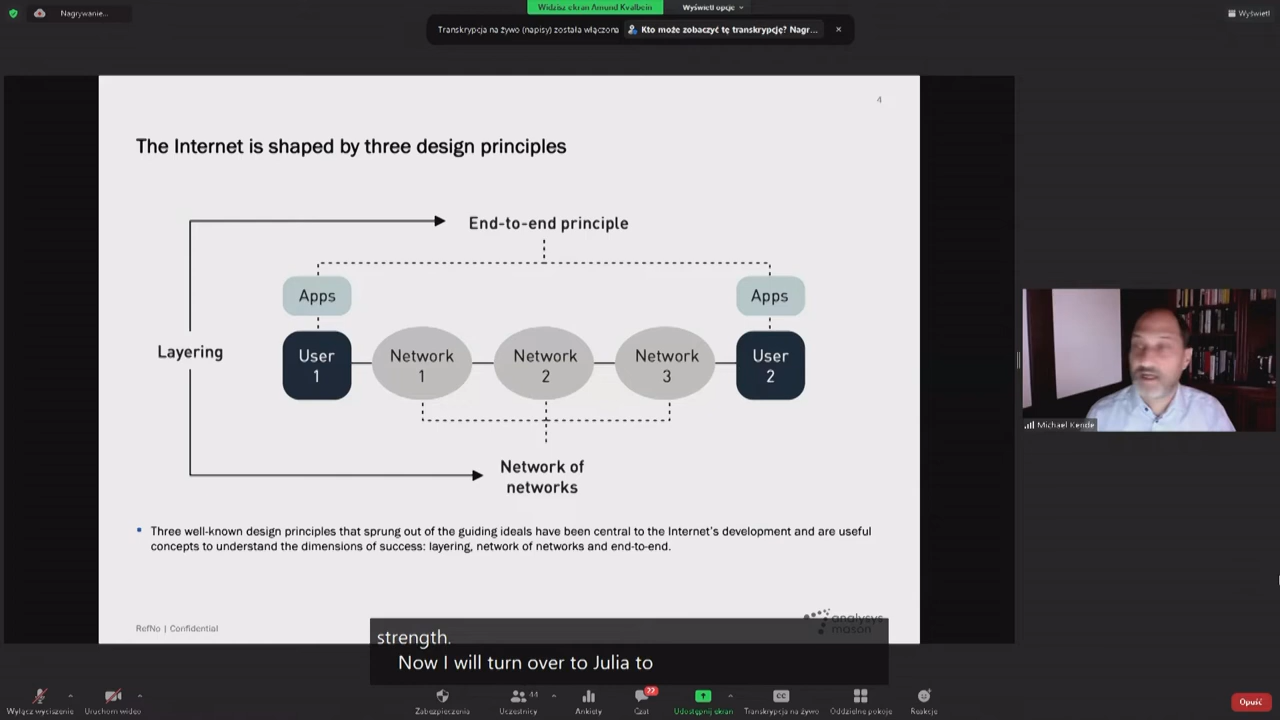 Nagrywanie...
Widzisz ekran Amund Kvalbein
Wyświetl opcje
Wyświetl
Transkrypcja na żywo (napisy) została włączona
Kto może zobaczyć tę transkrypcję? Nagr...
4
The Internet is shaped by three design principles
End-to-end principle
Apps
Apps
Layering
User 1
Network 1
Network 2
Network 3
User 2
Network of
networks
Three well-known design principles that sprung out of the guiding ideals have been central to the Internet's development and are useful
concepts to understand the dimensions of success: layering, network of networks and end-to-end.
RefNo | Confidential
analysys
mason
Michael Kende
strength.
Now I will turn over to Julia to
Wyłącz wyciszenie
Uruchom wideo
Zabezpieczenia
44
Uczestnicy
Ankiety
22
Czat
Udostępnij ekran
CC
Transkrypcja na żywo
Oddzielne pokoje
Reakcje
Opuść